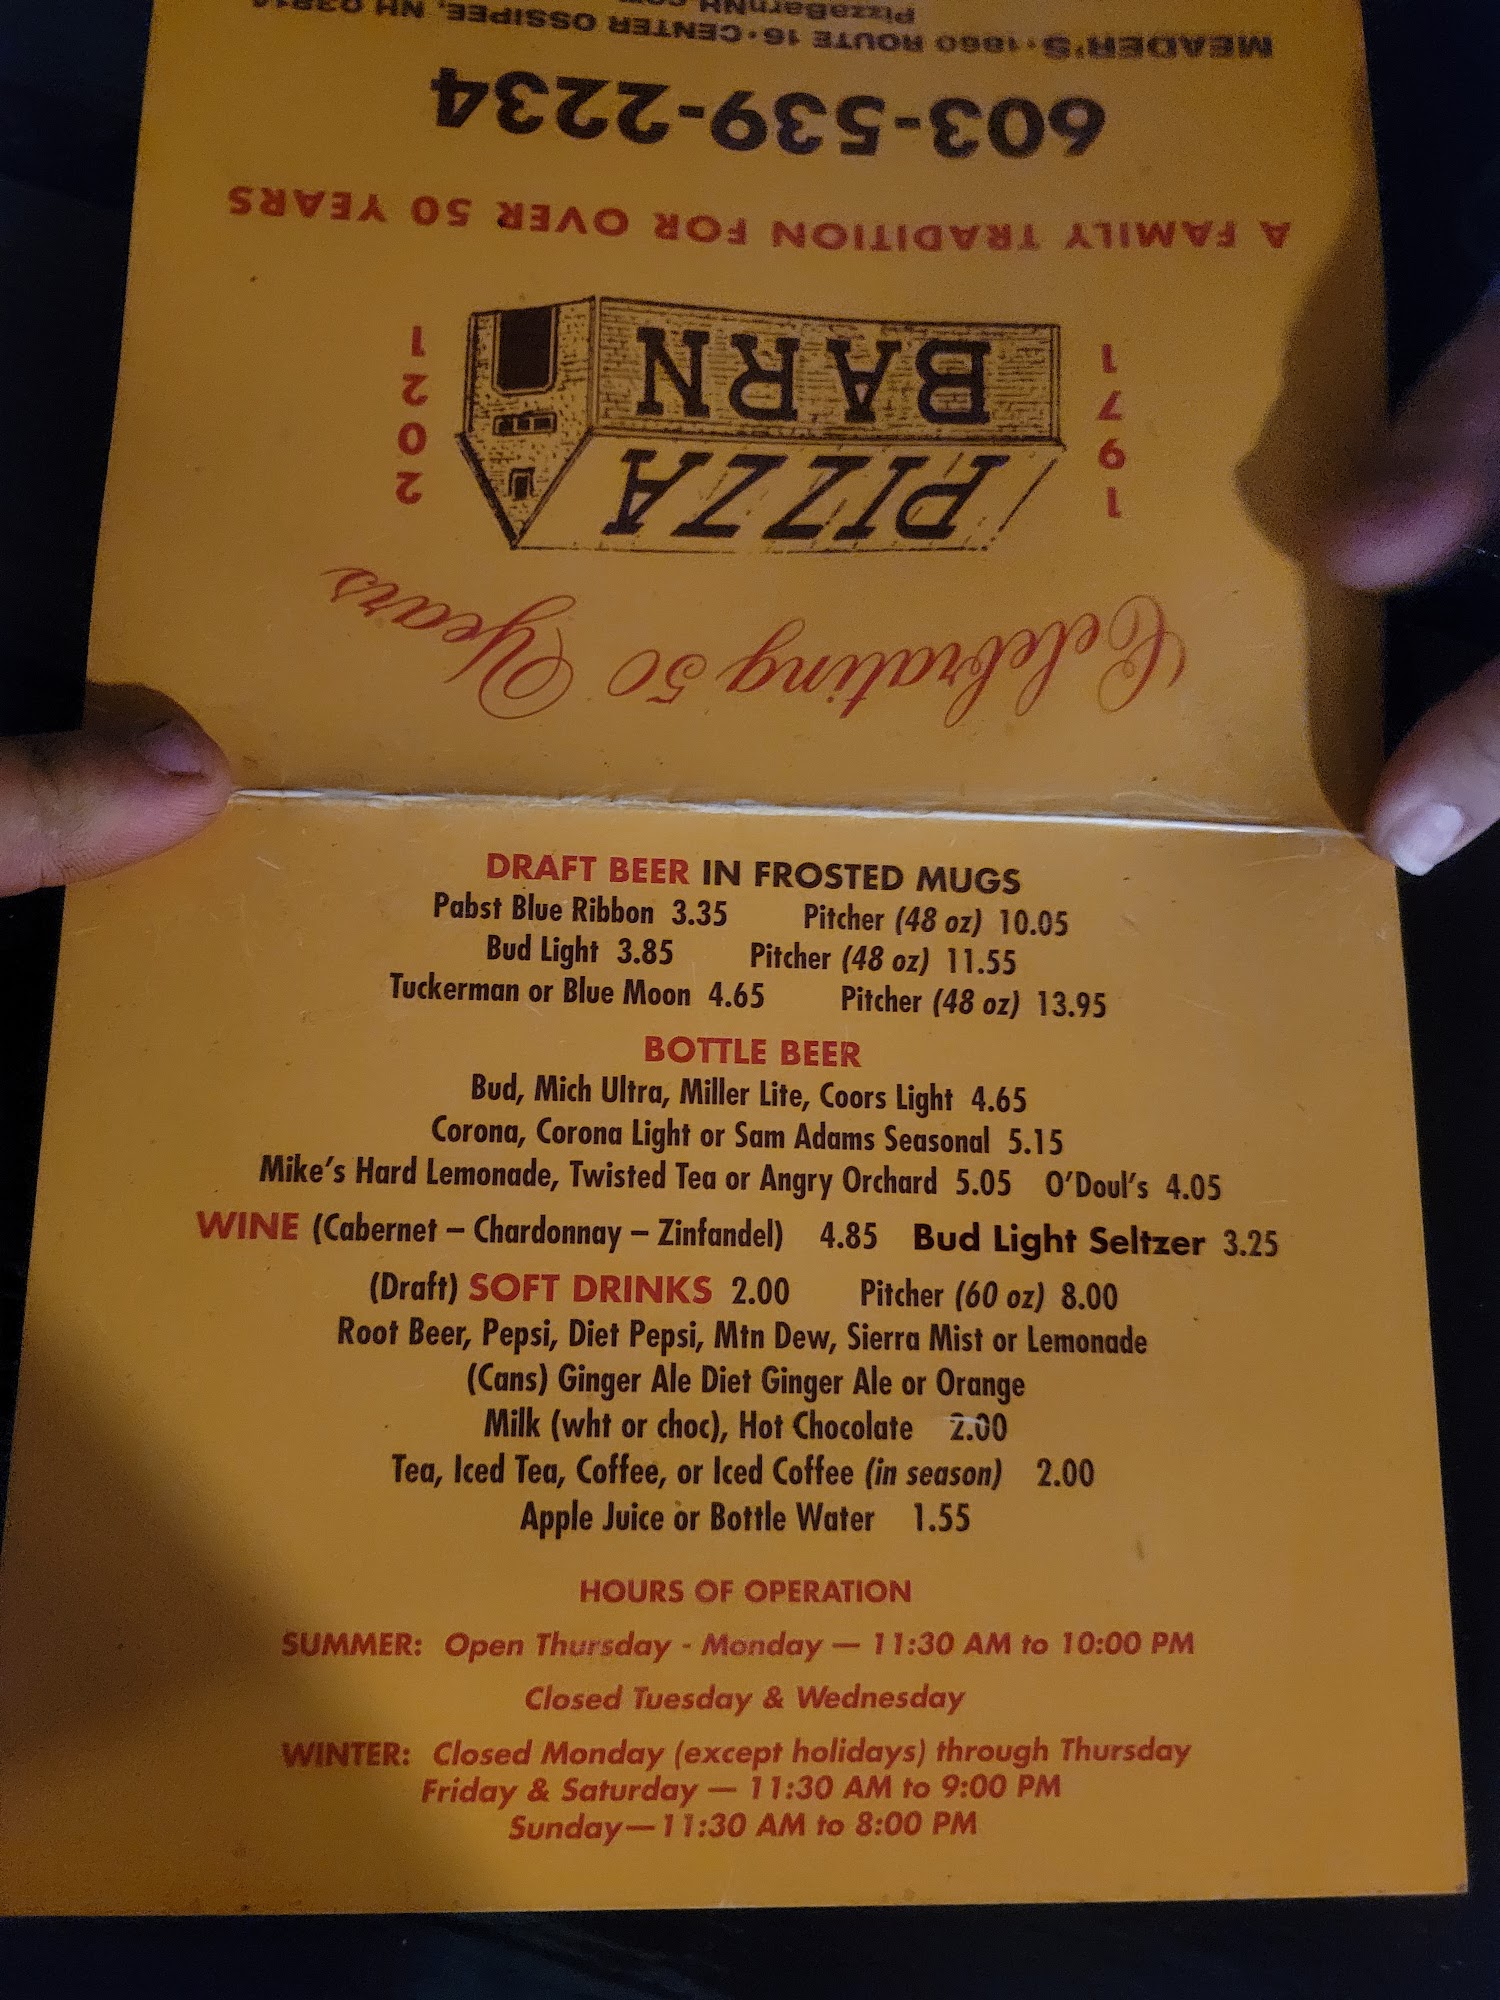 Celebrating 50 Years
1971
PIZZA
BARN
2021
A FAMILY TRADITION FOR OVER 50 YEARS
603-539-2234
MEADER'S • 1860 ROUTE 16 • CENTER OSSIPEE, NH 03814
DRAFT BEER IN FROSTED MUGS
Pabst Blue Ribbon 3.35 Pitcher (48 oz) 10.05
Bud Light 3.85 Pitcher (48 oz) 11.55
Tuckerman or Blue Moon 4.65 Pitcher (48 oz) 13.95
BOTTLE BEER
Bud, Mich Ultra, Miller Lite, Coors Light 4.65
Corona, Corona Light or Sam Adams Seasonal 5.15
Mike's Hard Lemonade, Twisted Tea or Angry Orchard 5.05 O'Doul's 4.05
WINE (Cabernet – Chardonnay – Zinfandel) 4.85 Bud Light Seltzer 3.25
(Draft) SOFT DRINKS 2.00 Pitcher (60 oz) 8.00
Root Beer, Pepsi, Diet Pepsi, Mtn Dew, Sierra Mist or Lemonade
(Cans) Ginger Ale Diet Ginger Ale or Orange
Milk (wht or choc), Hot Chocolate 2.00
Tea, Iced Tea, Coffee, or Iced Coffee (in season) 2.00
Apple Juice or Bottle Water 1.55
HOURS OF OPERATION
SUMMER: Open Thursday - Monday — 11:30 AM to 10:00 PM
Closed Tuesday & Wednesday
WINTER: Closed Monday (except holidays) through Thursday
Friday & Saturday — 11:30 AM to 9:00 PM
Sunday—11:30 AM to 8:00 PM